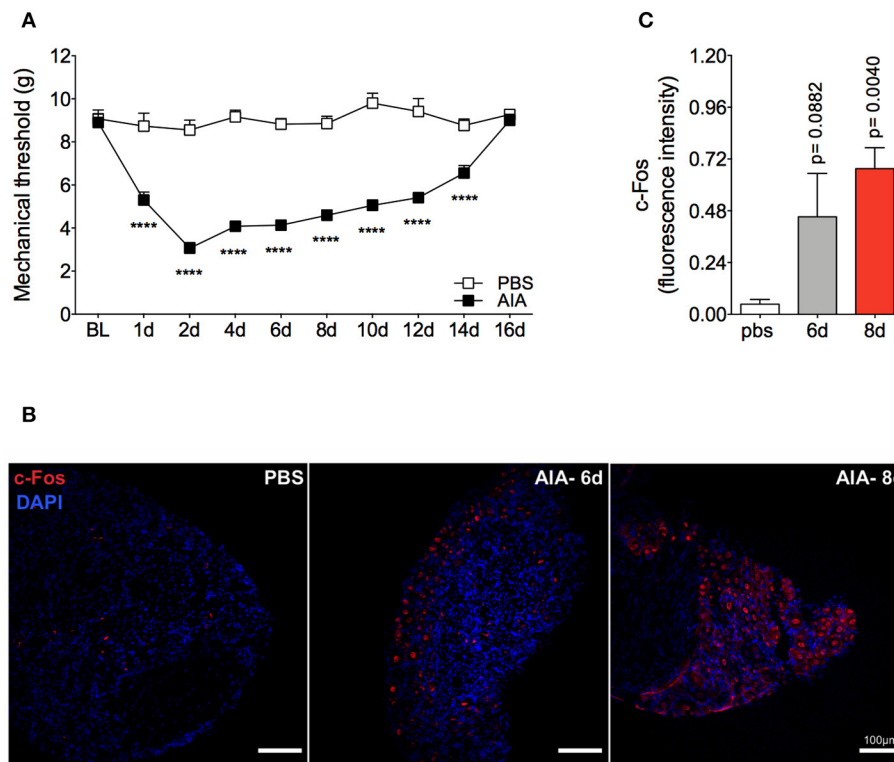 A
Mechanical threshold (g)
12
10
8
6
4
2
0
BL 1d 2d 4d 6d 8d 10d 12d 14d 16d
**** **** **** **** **** **** **** ****
PBS
AIA
C
c-Fos
(fluorescence intensity)
1.20
0.96
0.72
0.48
0.24
0.00
p= 0.0882
p= 0.0040
pbs 6d 8d
B
c-Fos
DAPI
PBS
AIA- 6d
AIA- 8d
100μm